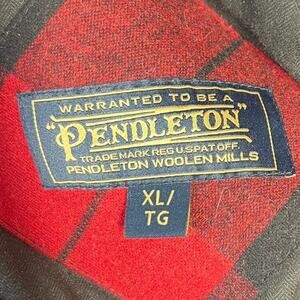 WARRANTED TO BE A
"PENDLETON"
TRADE MARK REG U.S. PAT. OFF.
PENDLETON WOOLEN MILLS
XL/
TG